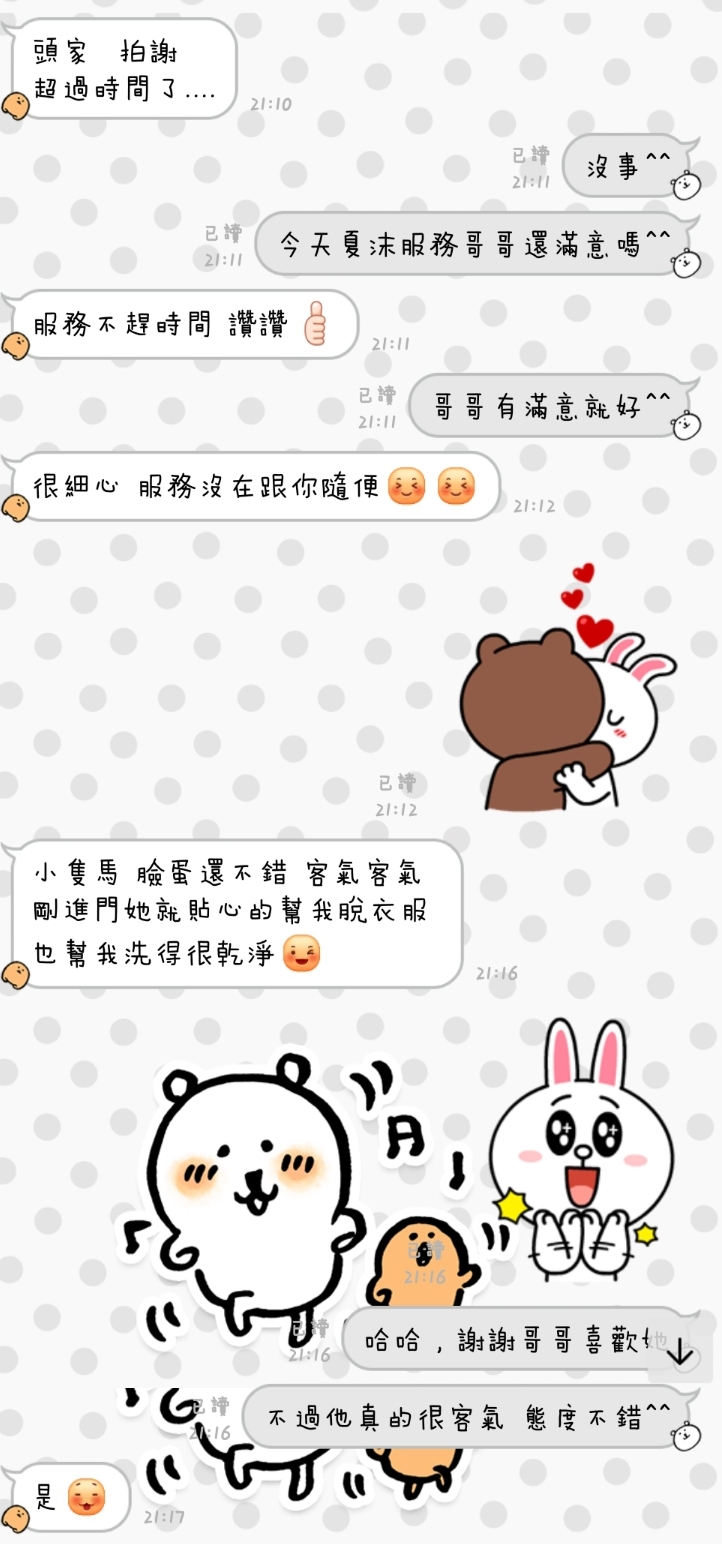 頭家 拍謝
超過時間了....
21:10
已讀
21:11
沒事^^
已讀
21:11
今天夏沫服務哥哥還滿意嗎^^
服務不趕時間 讚讚
21:11
已讀
21:11
哥哥有滿意就好^^
很細心 服務沒在跟你隨便
21:12
已讀
21:12
小隻馬 臉蛋還不錯 客氣客氣
剛進門她就貼心的幫我脫衣服
也幫我洗得很乾淨
21:16
已讀
21:16
已讀
21:16
哈哈，謝謝哥哥喜歡她
已讀
21:16
不過他真的很客氣 態度不錯^^
是
21:17